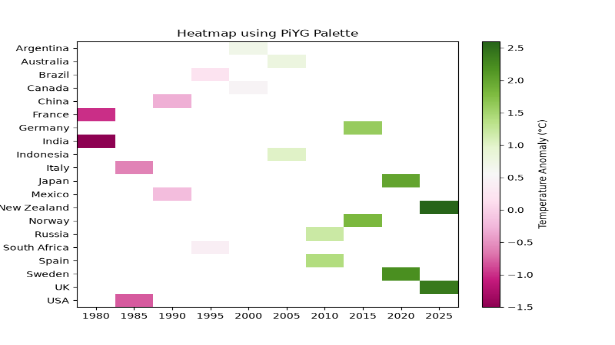 Heatmap using PiYG Palette
Argentina
Australia
Brazil
Canada
China
France
Germany
India
Indonesia
Italy
Japan
Mexico
New Zealand
Norway
Russia
South Africa
Spain
Sweden
UK
USA
1980 1985 1990 1995 2000 2005 2010 2015 2020 2025
2.5
2.0
1.5
1.0
0.5
0.0
−0.5
−1.0
−1.5
Temperature Anomaly (°C)